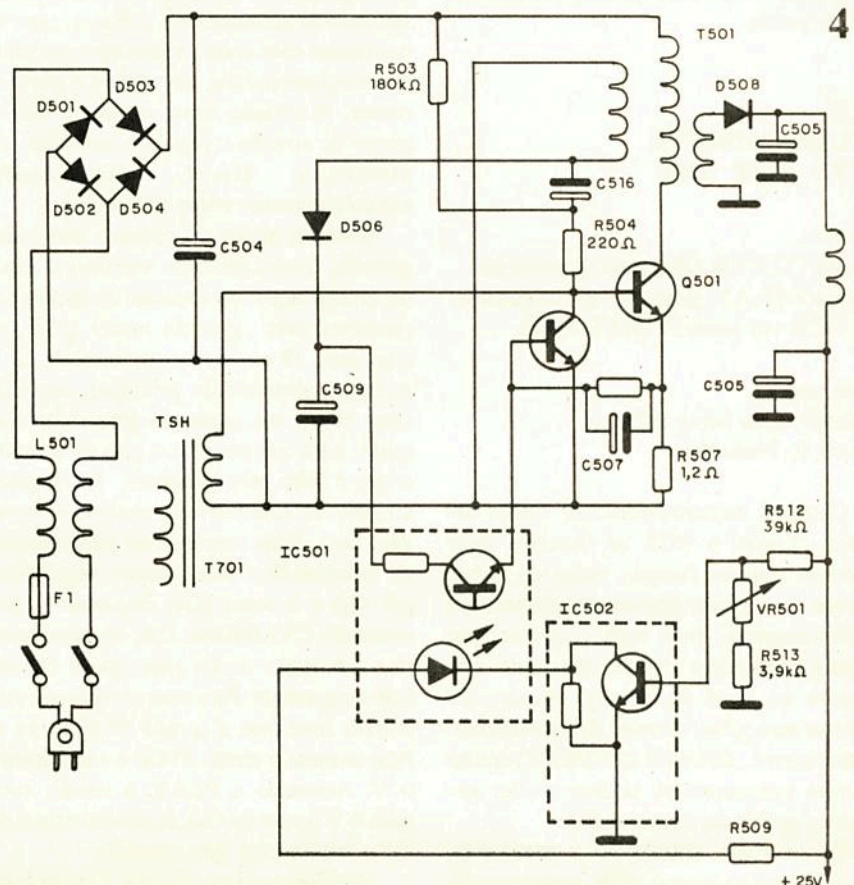 4
T501
R503
180kΩ
D508
D501
D503
C505
C516
D502
D504
D506
R504
220Ω
C504
Q501
C505
C509
TSH
C507
L501
R507
1,2Ω
R512
39kΩ
IC501
T701
IC502
F1
VR501
R513
3,9kΩ
R509
+25V